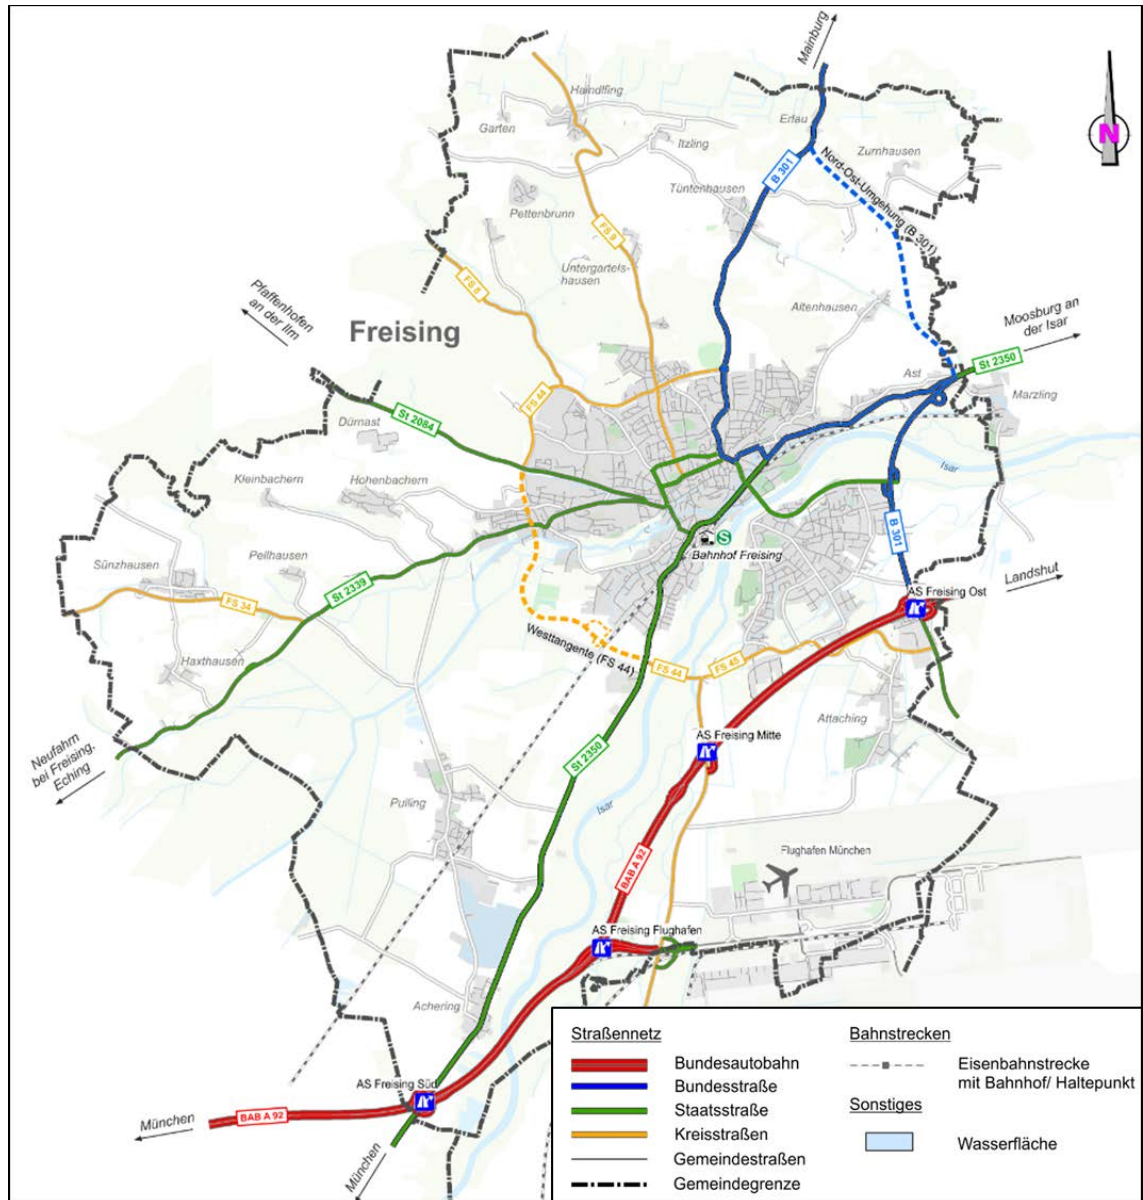 Mainburg
Haindlfing
Garten
Erlau
Itzling
Zurnhausen
N
B 301
Nord-Ost-Umgehung (B 301)
Tüntenhausen
Pettenbrunn
FS 9
Untergartels-
hausen
FS 5
Pfaffenhofen
an der Ilm
Freising
Altenhausen
Moosburg an
der Isar
St 2350
Ast
Marzling
FS 44
St 2084
Dürnast
Kleinbachern
Hohenbachern
Isar
B 301
S
Bahnhof Freising
Sünzhausen
Pellhausen
St 2339
Landshut
AS Freising Ost
FS 34
Westtangente (FS 44)
FS 44
FS 45
Haxthausen
Attaching
AS Freising Mitte
Neufahrn
bei Freising,
Eching
St 2350
Isar
Pulling
BAB A 92
Flughafen München
AS Freising Flughafen
Achering
AS Freising Süd
München
BAB A 92
München
Straßennetz
Bundesautobahn
Bundesstraße
Staatsstraße
Kreisstraßen
Gemeindestraßen
Gemeindegrenze
Bahnstrecken
Eisenbahnstrecke
mit Bahnhof/ Haltepunkt
Sonstiges
Wasserfläche